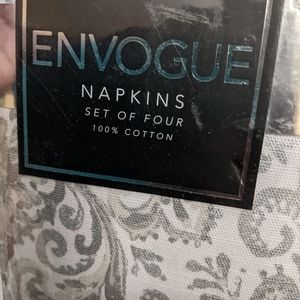 ENVOGUE
NAPKINS
SET OF FOUR
100% COTTON